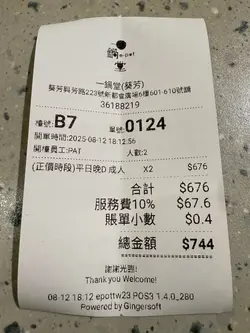 一鍋堂(葵芳)
葵芳興芳路223號新都會廣場6樓601-610號舖
36188219
檯號:B7 單號:0124
開單時間:2025-08-12 18:12:56
開檯員工:PAT 人數:2
(正價時段)平日晚D 成人 X2 $676
合計 $676
服務費10% $67.6
賬單小數 $0.4
總金額 $744
謝謝光臨!
Thank you Welcome!
08-12 18:12 epottw23 POS3 1.4.0_280
Powered by Gingersoft